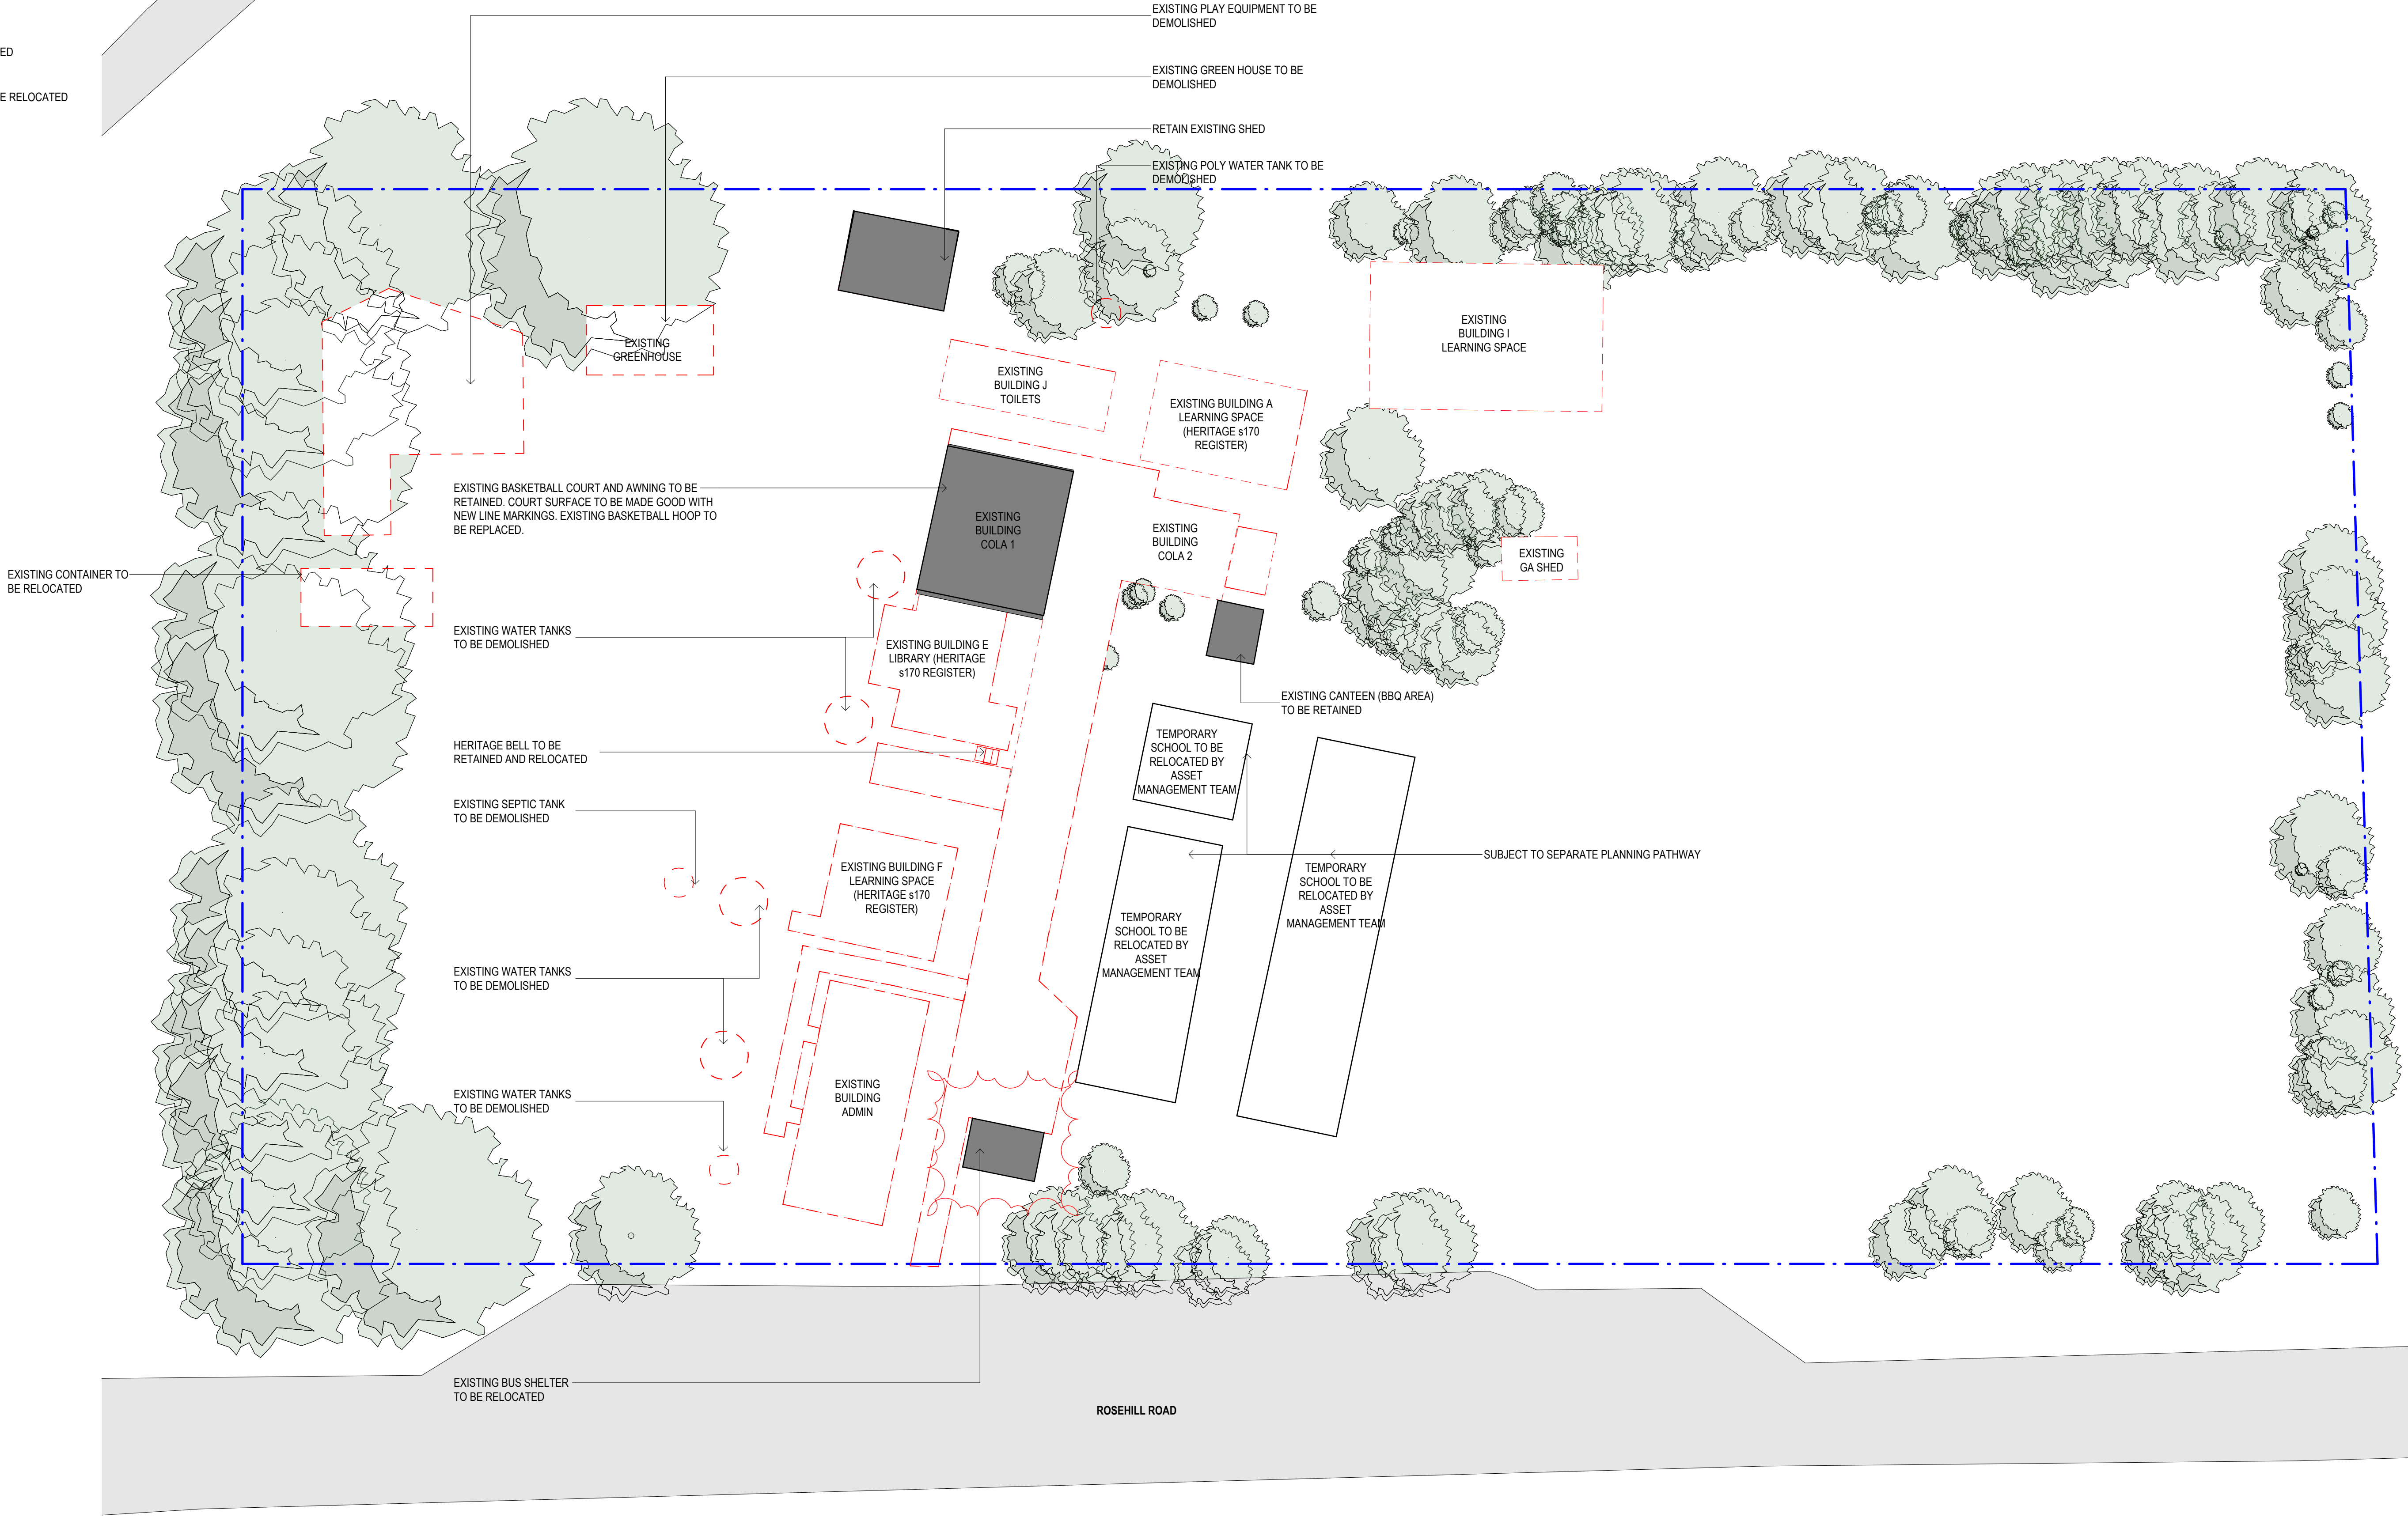 EXISTING PLAY EQUIPMENT TO BE
DEMOLISHED
ED
EXISTING GREEN HOUSE TO BE
DEMOLISHED
E RELOCATED
RETAIN EXISTING SHED
EXISTING POLY WATER TANK TO BE
DEMOLISHED
EXISTING
GREENHOUSE
EXISTING
BUILDING I
LEARNING SPACE
EXISTING
BUILDING J
TOILETS
EXISTING BUILDING A
LEARNING SPACE
(HERITAGE s170
REGISTER)
EXISTING BASKETBALL COURT AND AWNING TO BE
RETAINED. COURT SURFACE TO BE MADE GOOD WITH
NEW LINE MARKINGS. EXISTING BASKETBALL HOOP TO
BE REPLACED.
EXISTING
BUILDING
COLA 1
EXISTING
BUILDING
COLA 2
EXISTING
GA SHED
EXISTING CONTAINER TO
BE RELOCATED
EXISTING WATER TANKS
TO BE DEMOLISHED
EXISTING BUILDING E
LIBRARY (HERITAGE
s170 REGISTER)
EXISTING CANTEEN (BBQ AREA)
TO BE RETAINED
HERITAGE BELL TO BE
RETAINED AND RELOCATED
TEMPORARY
SCHOOL TO BE
RELOCATED BY
ASSET
MANAGEMENT TEAM
EXISTING SEPTIC TANK
TO BE DEMOLISHED
SUBJECT TO SEPARATE PLANNING PATHWAY
EXISTING BUILDING F
LEARNING SPACE
(HERITAGE s170
REGISTER)
TEMPORARY
SCHOOL TO BE
RELOCATED BY
ASSET
MANAGEMENT TEAM
TEMPORARY
SCHOOL TO BE
RELOCATED BY
ASSET
MANAGEMENT TEAM
EXISTING WATER TANKS
TO BE DEMOLISHED
EXISTING
BUILDING
ADMIN
EXISTING WATER TANKS
TO BE DEMOLISHED
EXISTING BUS SHELTER
TO BE RELOCATED
ROSEHILL ROAD